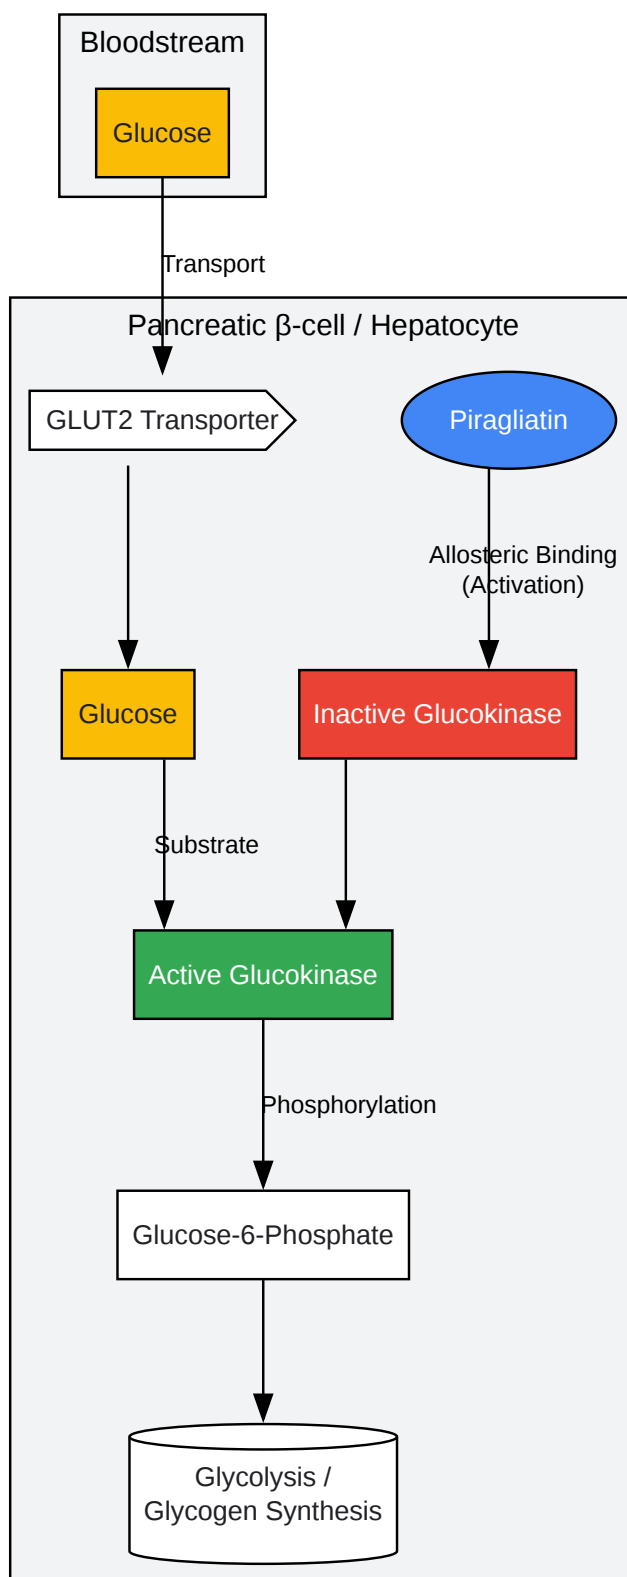 Bloodstream
Glucose
Transport
Pancreatic β-cell / Hepatocyte
GLUT2 Transporter
Piragliatin
Allosteric Binding
(Activation)
Glucose
Inactive Glucokinase
Substrate
Active Glucokinase
Phosphorylation
Glucose-6-Phosphate
Glycolysis /
Glycogen Synthesis